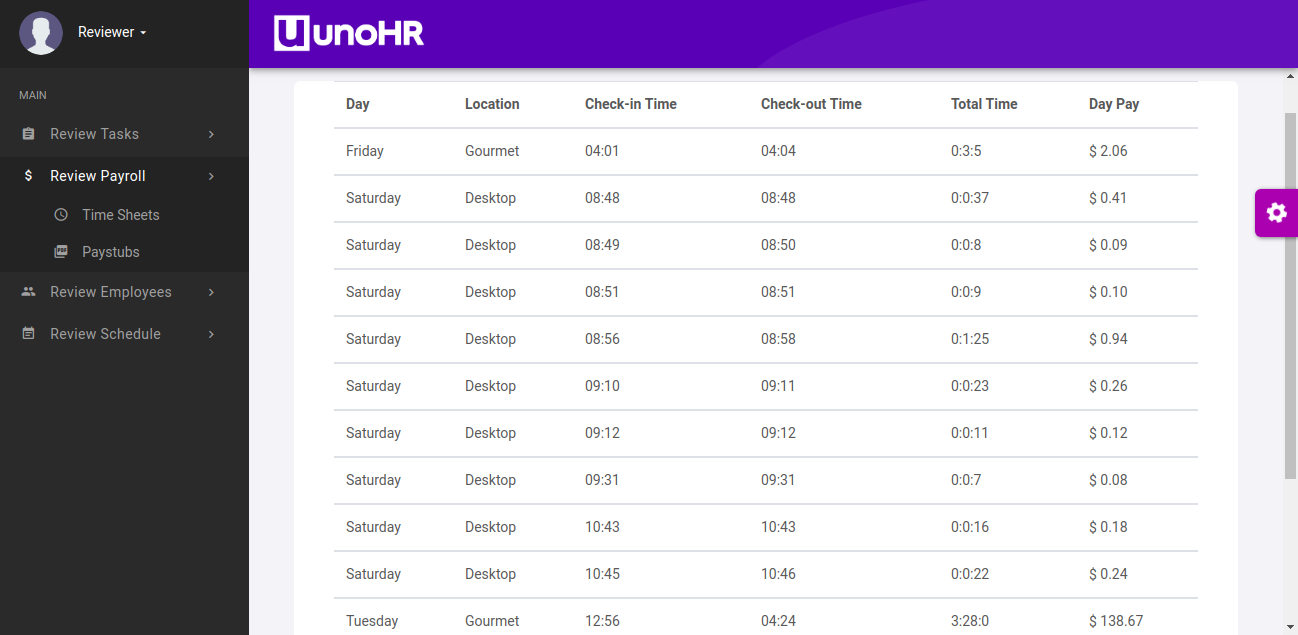 Reviewer
MAIN
Review Tasks
$ Review Payroll
Time Sheets
PDF Paystubs
Review Employees
Review Schedule
U unoHR
Day Location Check-in Time Check-out Time Total Time Day Pay
Friday Gourmet 04:01 04:04 0:3:5 $ 2.06
Saturday Desktop 08:48 08:48 0:0:37 $ 0.41
Saturday Desktop 08:49 08:50 0:0:8 $ 0.09
Saturday Desktop 08:51 08:51 0:0:9 $ 0.10
Saturday Desktop 08:56 08:58 0:1:25 $ 0.94
Saturday Desktop 09:10 09:11 0:0:23 $ 0.26
Saturday Desktop 09:12 09:12 0:0:11 $ 0.12
Saturday Desktop 09:31 09:31 0:0:7 $ 0.08
Saturday Desktop 10:43 10:43 0:0:16 $ 0.18
Saturday Desktop 10:45 10:46 0:0:22 $ 0.24
Tuesday Gourmet 12:56 04:24 3:28:0 $ 138.67